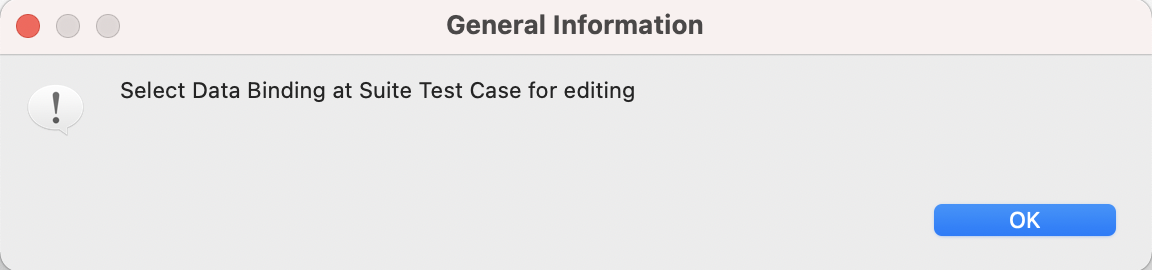 General Information
Select Data Binding at Suite Test Case for editing
OK